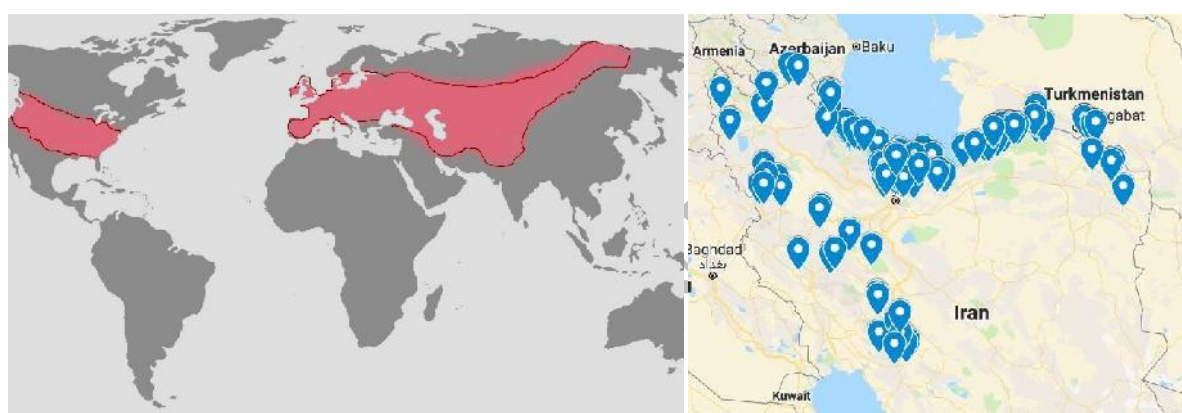 Armenia
Azerbaijan
Baku
Turkmenistan
gabat
Baghdad
بغداد
Iran
Kuwait